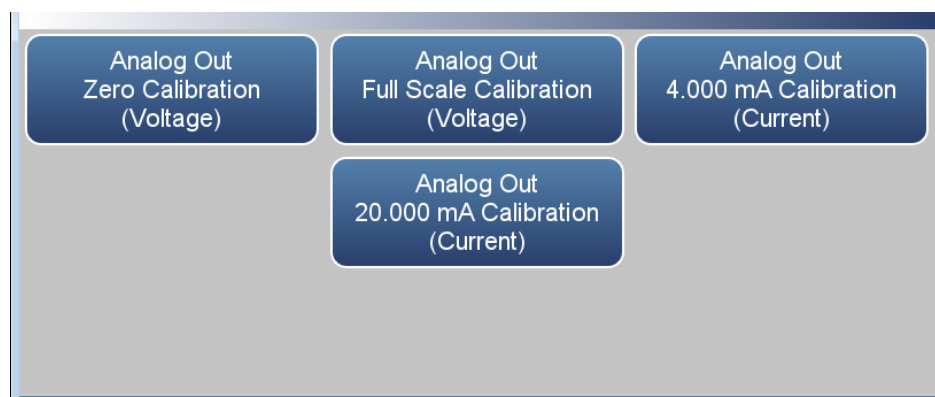 Analog Out
Zero Calibration
(Voltage)
Analog Out
Full Scale Calibration
(Voltage)
Analog Out
4.000 mA Calibration
(Current)
Analog Out
20.000 mA Calibration
(Current)